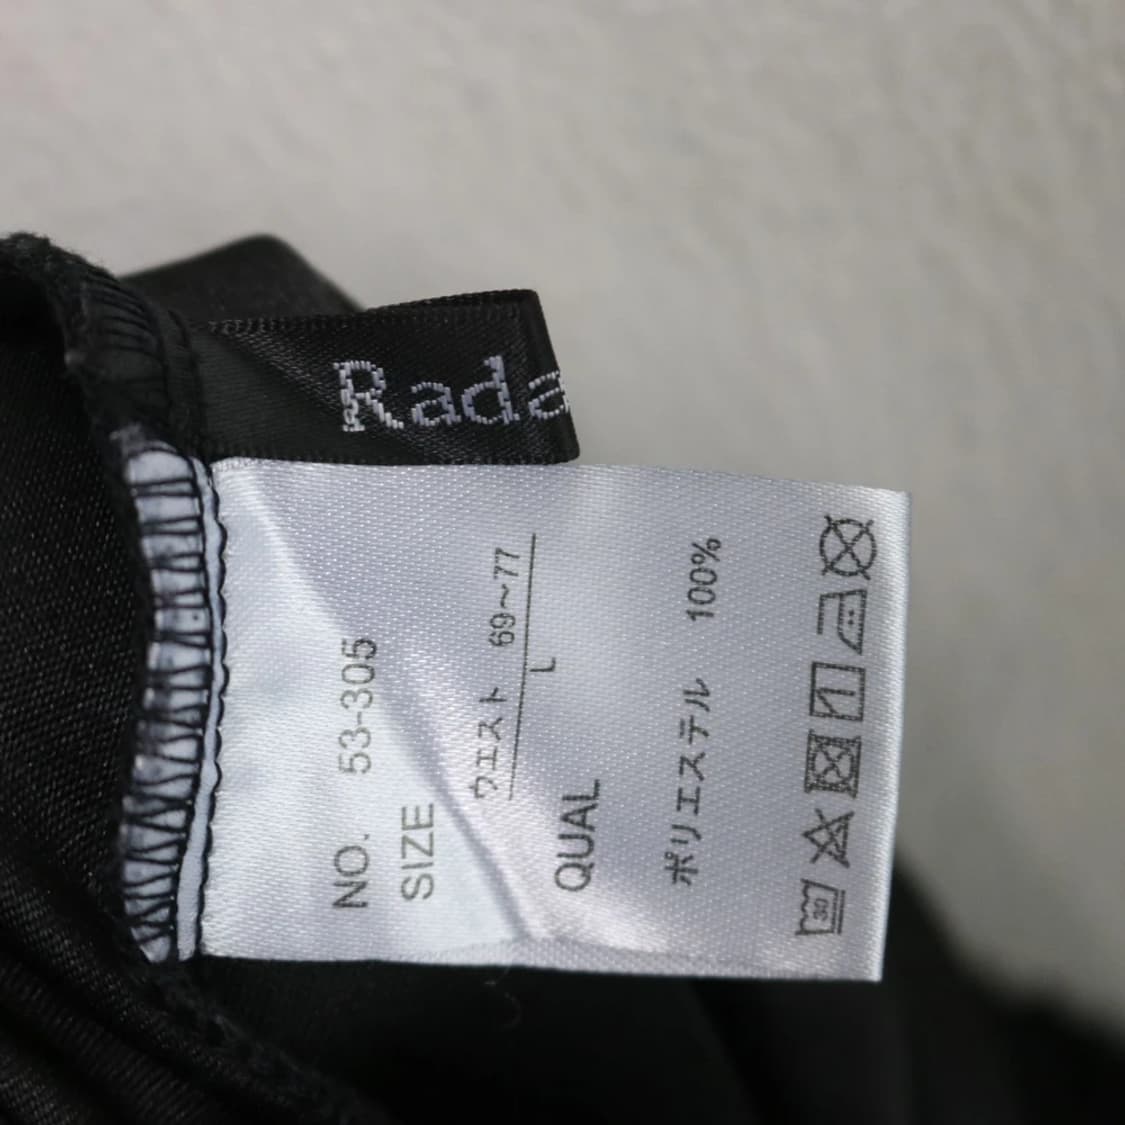 Rada
NO. 53-305
SIZE
ウエスト 69~77
L
QUAL
ポリエステル 100%
30